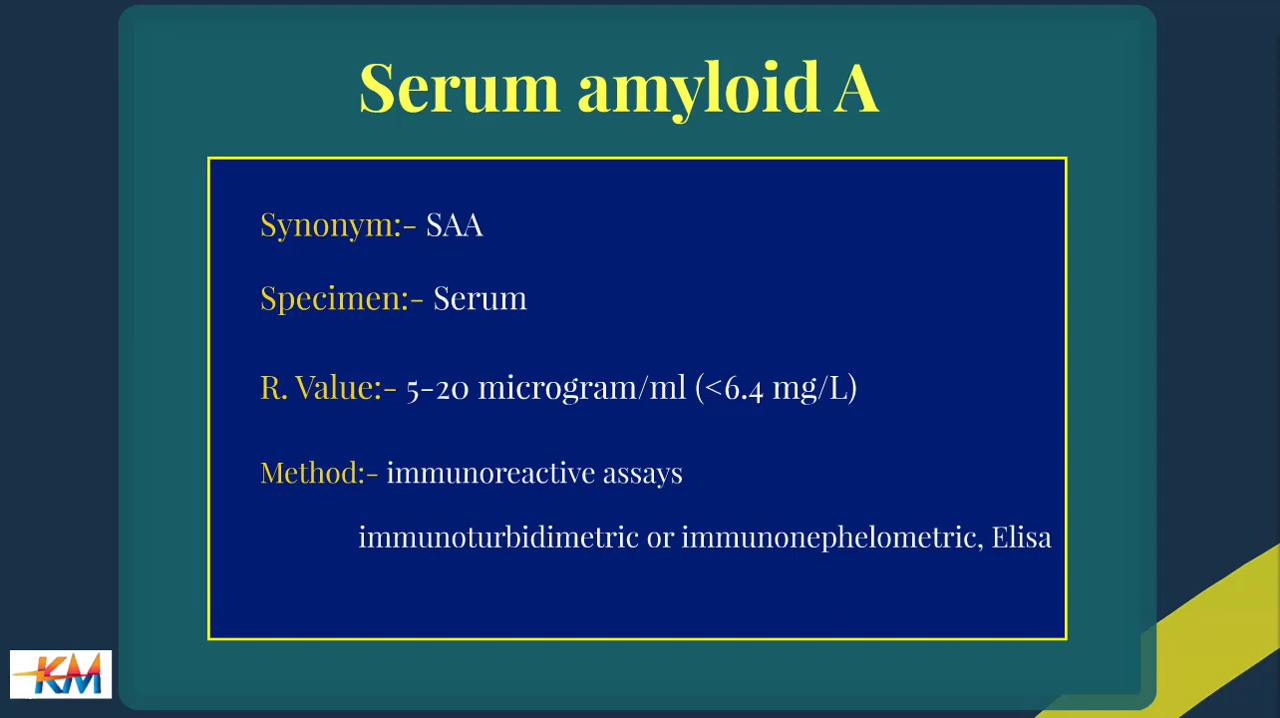 Serum amyloid A
Synonym:- SAA
Specimen:- Serum
R. Value:- 5-20 microgram/ml (<6.4 mg/L)
Method:- immunoreactive assays
immunoturbidimetric or immunonephelometric, Elisa
KM